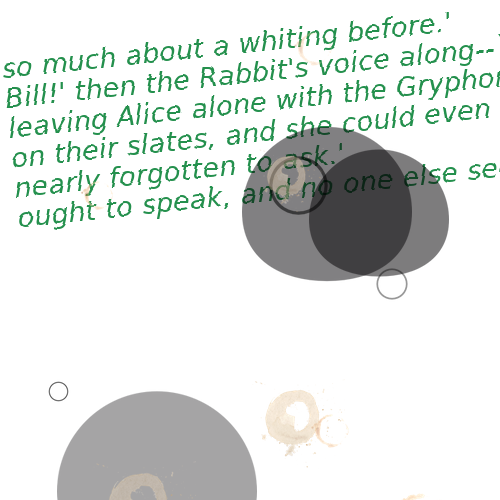 so much about a whiting before.'
Bill!' then the Rabbit's voice along--
leaving Alice alone with the Gryphon
on their slates, and she could even
nearly forgotten to ask.'
ought to speak, and no one else